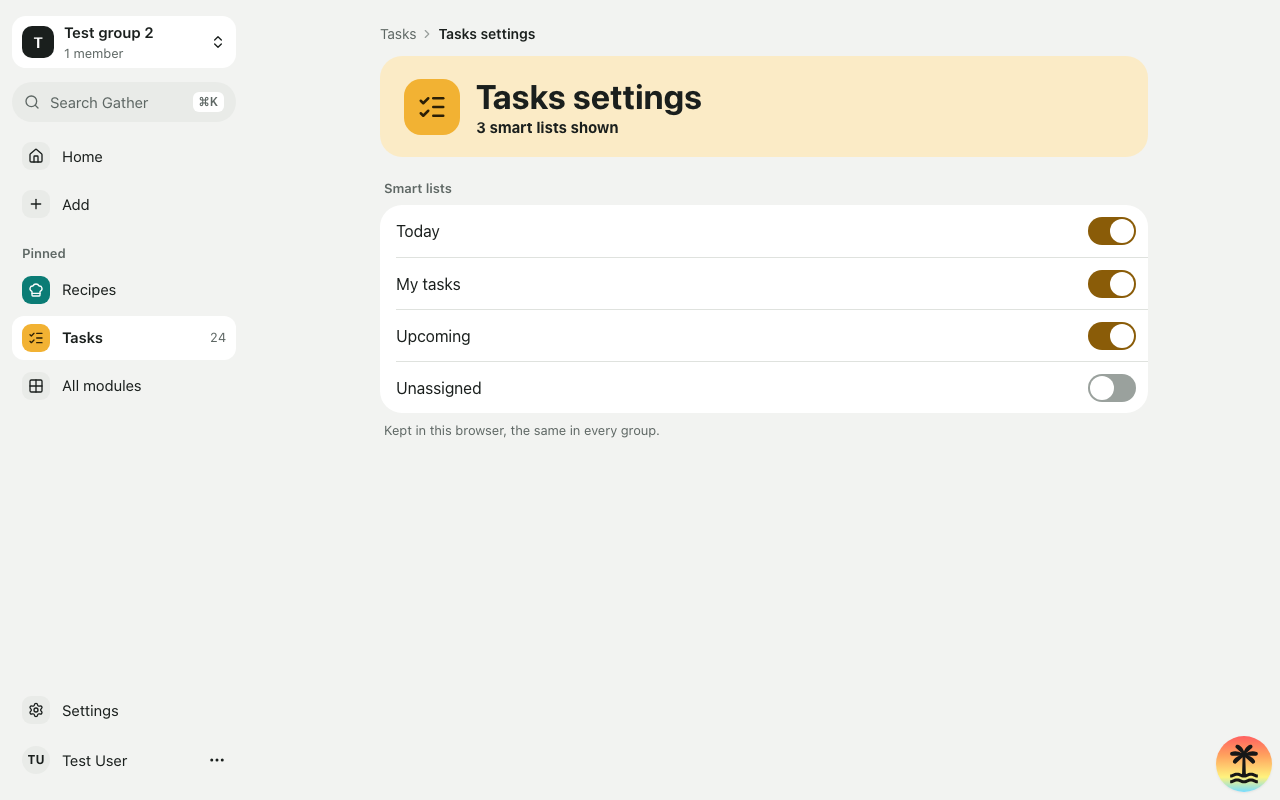 T
Test group 2
1 member
Search Gather
⌘K
Home
Add
Pinned
Recipes
Tasks
24
All modules
Settings
TU
Test User
Tasks
Tasks settings
Tasks settings
3 smart lists shown
Smart lists
Today
My tasks
Upcoming
Unassigned
Kept in this browser, the same in every group.